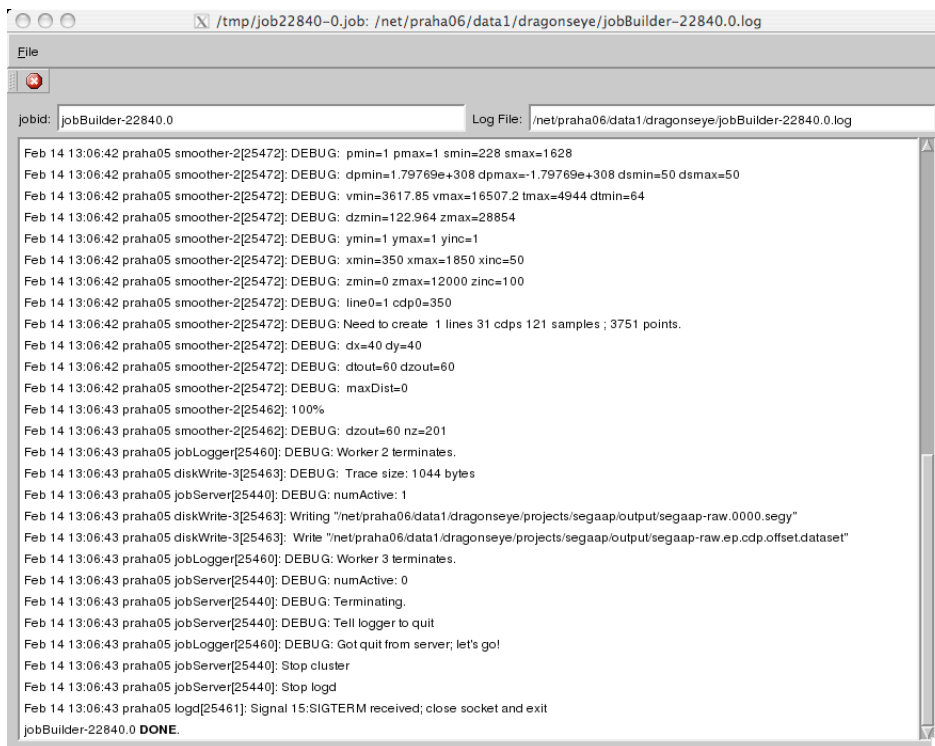 /tmp/job22840-0.job: /net/praha06/data1/dragonseye/jobBuilder-22840.0.log
File
jobid: jobBuilder-22840.0 Log File: /net/praha06/data1/dragonseye/jobBuilder-22840.0.log
Feb 14 13:06:42 praha05 smoother-2[25472]: DEBUG: pmin=1 pmax=1 smin=228 smax=1628
Feb 14 13:06:42 praha05 smoother-2[25472]: DEBUG: dpmin=1.79769e+308 dpmax=-1.79769e+308 dsmin=50 dsmax=50
Feb 14 13:06:42 praha05 smoother-2[25472]: DEBUG: vmin=3617.85 vmax=16507.2 tmax=4944 dtmin=64
Feb 14 13:06:42 praha05 smoother-2[25472]: DEBUG: dzmin=122.964 zmax=28854
Feb 14 13:06:42 praha05 smoother-2[25472]: DEBUG: ymin=1 ymax=1 yinc=1
Feb 14 13:06:42 praha05 smoother-2[25472]: DEBUG: xmin=350 xmax=1850 xinc=50
Feb 14 13:06:42 praha05 smoother-2[25472]: DEBUG: zmin=0 zmax=12000 zinc=100
Feb 14 13:06:42 praha05 smoother-2[25472]: DEBUG: line0=1 cdp0=350
Feb 14 13:06:42 praha05 smoother-2[25472]: DEBUG: Need to create 1 lines 31 cdps 121 samples ; 3751 points.
Feb 14 13:06:42 praha05 smoother-2[25472]: DEBUG: dx=40 dy=40
Feb 14 13:06:42 praha05 smoother-2[25472]: DEBUG: dtout=60 dzout=60
Feb 14 13:06:42 praha05 smoother-2[25472]: DEBUG: maxDist=0
Feb 14 13:06:43 praha05 smoother-2[25462]: 100%
Feb 14 13:06:43 praha05 smoother-2[25462]: DEBUG: dzout=60 nz=201
Feb 14 13:06:43 praha05 jobLogger[25460]: DEBUG: Worker 2 terminates.
Feb 14 13:06:43 praha05 diskWrite-3[25463]: DEBUG: Trace size: 1044 bytes
Feb 14 13:06:43 praha05 jobServer[25440]: DEBUG: numActive: 1
Feb 14 13:06:43 praha05 diskWrite-3[25463]: Writing "/net/praha06/data1/dragonseye/projects/segaap/output/segaap-raw.0000.segy"
Feb 14 13:06:43 praha05 diskWrite-3[25463]: Write "/net/praha06/data1/dragonseye/projects/segaap/output/segaap-raw.ep.cdp.offset.dataset"
Feb 14 13:06:43 praha05 jobLogger[25460]: DEBUG: Worker 3 terminates.
Feb 14 13:06:43 praha05 jobServer[25440]: DEBUG: numActive: 0
Feb 14 13:06:43 praha05 jobServer[25440]: DEBUG: Terminating.
Feb 14 13:06:43 praha05 jobServer[25440]: DEBUG: Tell logger to quit
Feb 14 13:06:43 praha05 jobLogger[25460]: DEBUG: Got quit from server; let's go!
Feb 14 13:06:43 praha05 jobServer[25440]: Stop cluster
Feb 14 13:06:43 praha05 jobServer[25440]: Stop logd
Feb 14 13:06:43 praha05 logd[25461]: Signal 15:SIGTERM received; close socket and exit
jobBuilder-22840.0 DONE.